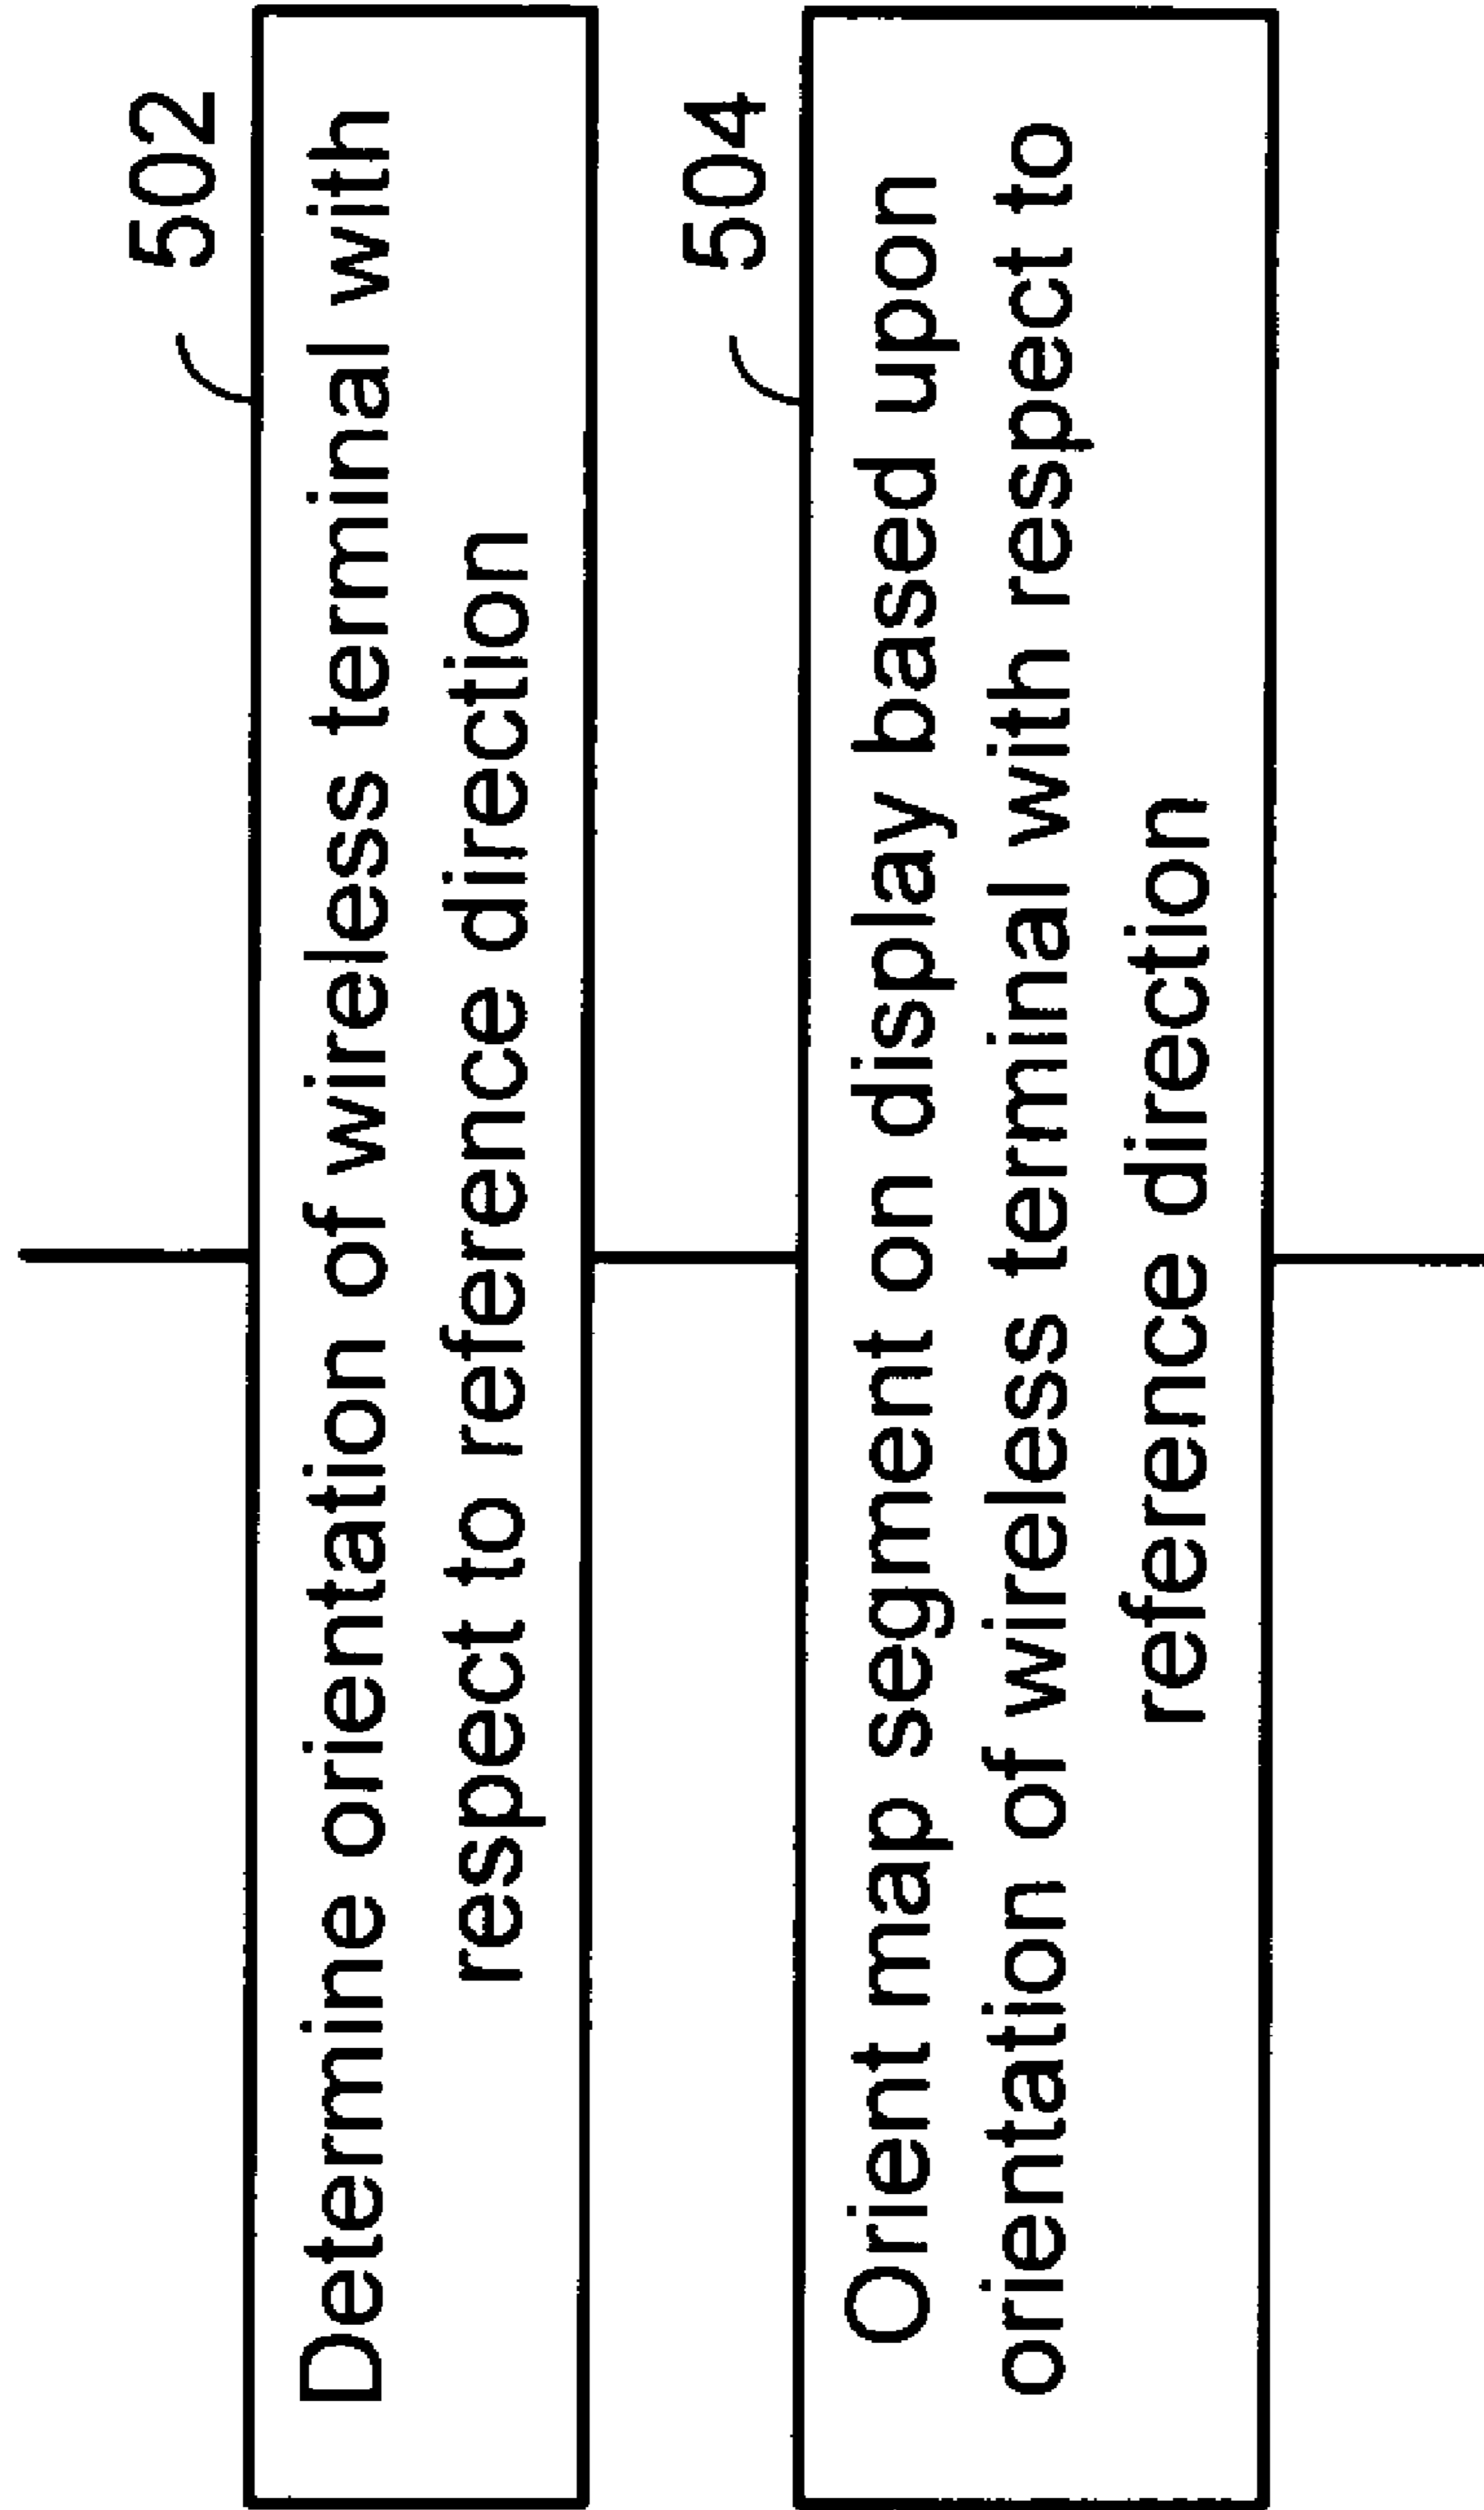 502
Determine orientation of wireless terminal with
respect to reference direction
504
Orient map segment on display based upon
orientation of wireless terminal with respect to
reference direction